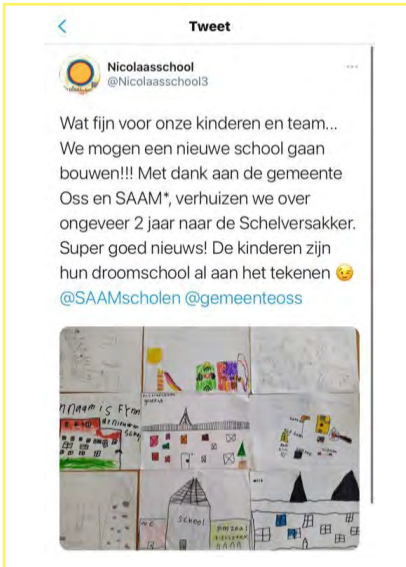 Tweet
Nicolaasschool
@Nicolaasschool3
Wat fijn voor onze kinderen en team...
We mogen een nieuwe school gaan
bouwen!!! Met dank aan de gemeente
Oss en SAAM*, verhuizen we over
ongeveer 2 jaar naar de Schelversakker.
Super goed nieuws! De kinderen zijn
hun droomschool al aan het tekenen 😉
@SAAMscholen @gemeenteoss
school